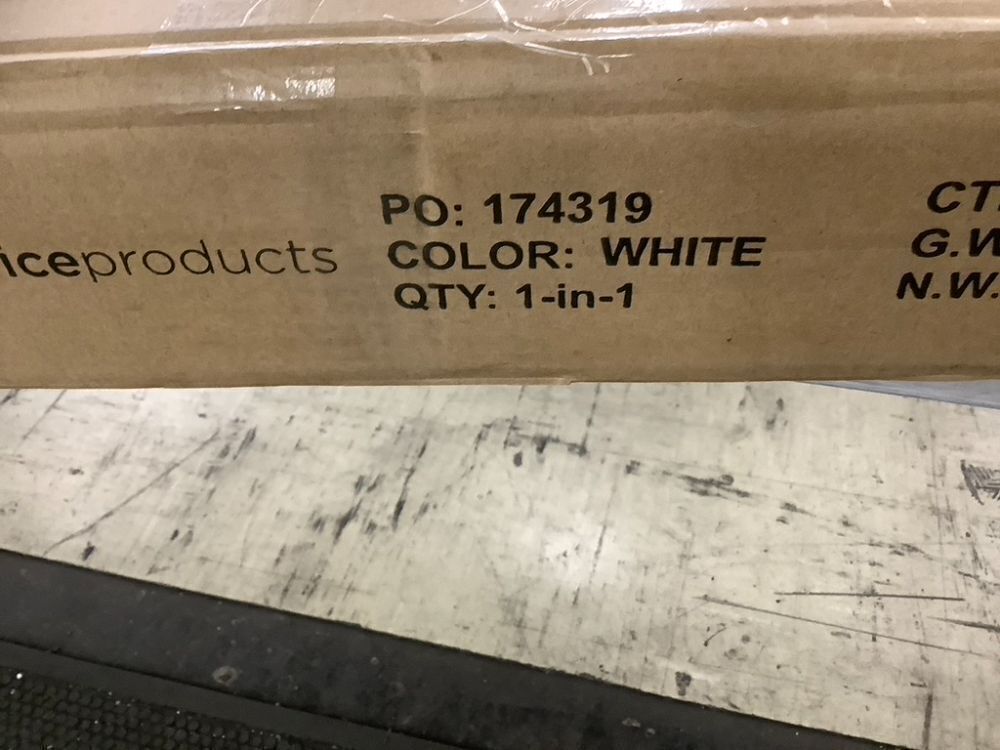 iceproducts
PO: 174319
COLOR: WHITE
QTY: 1-in-1
CT
G.W
N.W.